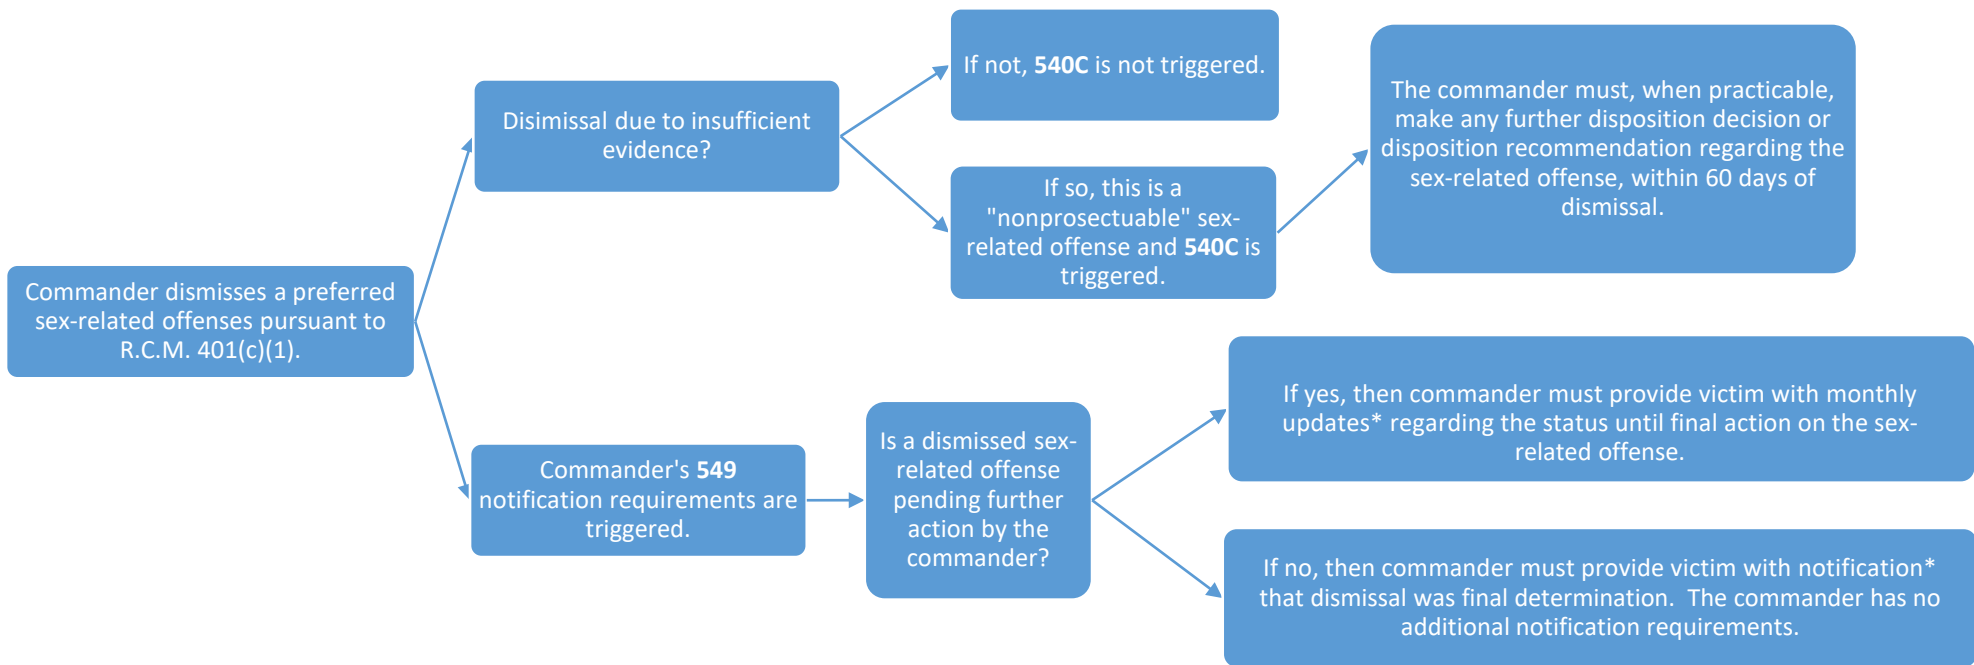 Commander dismisses a preferred
sex-related offenses pursuant to
R.C.M. 401(c)(1).
Disimissal due to insufficient
evidence?
If not, 540C is not triggered.
If so, this is a
"nonprosectuable" sex-
related offense and 540C is
triggered.
The commander must, when practicable,
make any further disposition decision or
disposition recommendation regarding the
sex-related offense, within 60 days of
dismissal.
Commander's 549
notification requirements are
triggered.
Is a dismissed sex-
related offense
pending further
action by the
commander?
If yes, then commander must provide victim with monthly
updates* regarding the status until final action on the sex-
related offense.
If no, then commander must provide victim with notification*
that dismissal was final determination.  The commander has no
additional notification requirements.